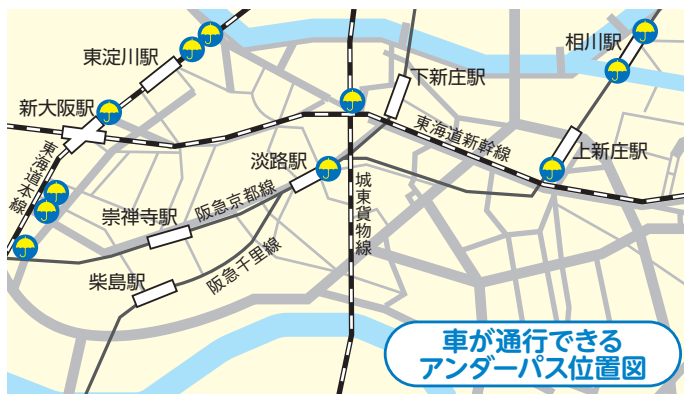 東淀川駅
相川駅
下新庄駅
新大阪駅
東海道新幹線
上新庄駅
淡路駅
東海道本線
城東貨物線
阪急京都線
崇禅寺駅
阪急千里線
柴島駅
車が通行できる
アンダーパス位置図